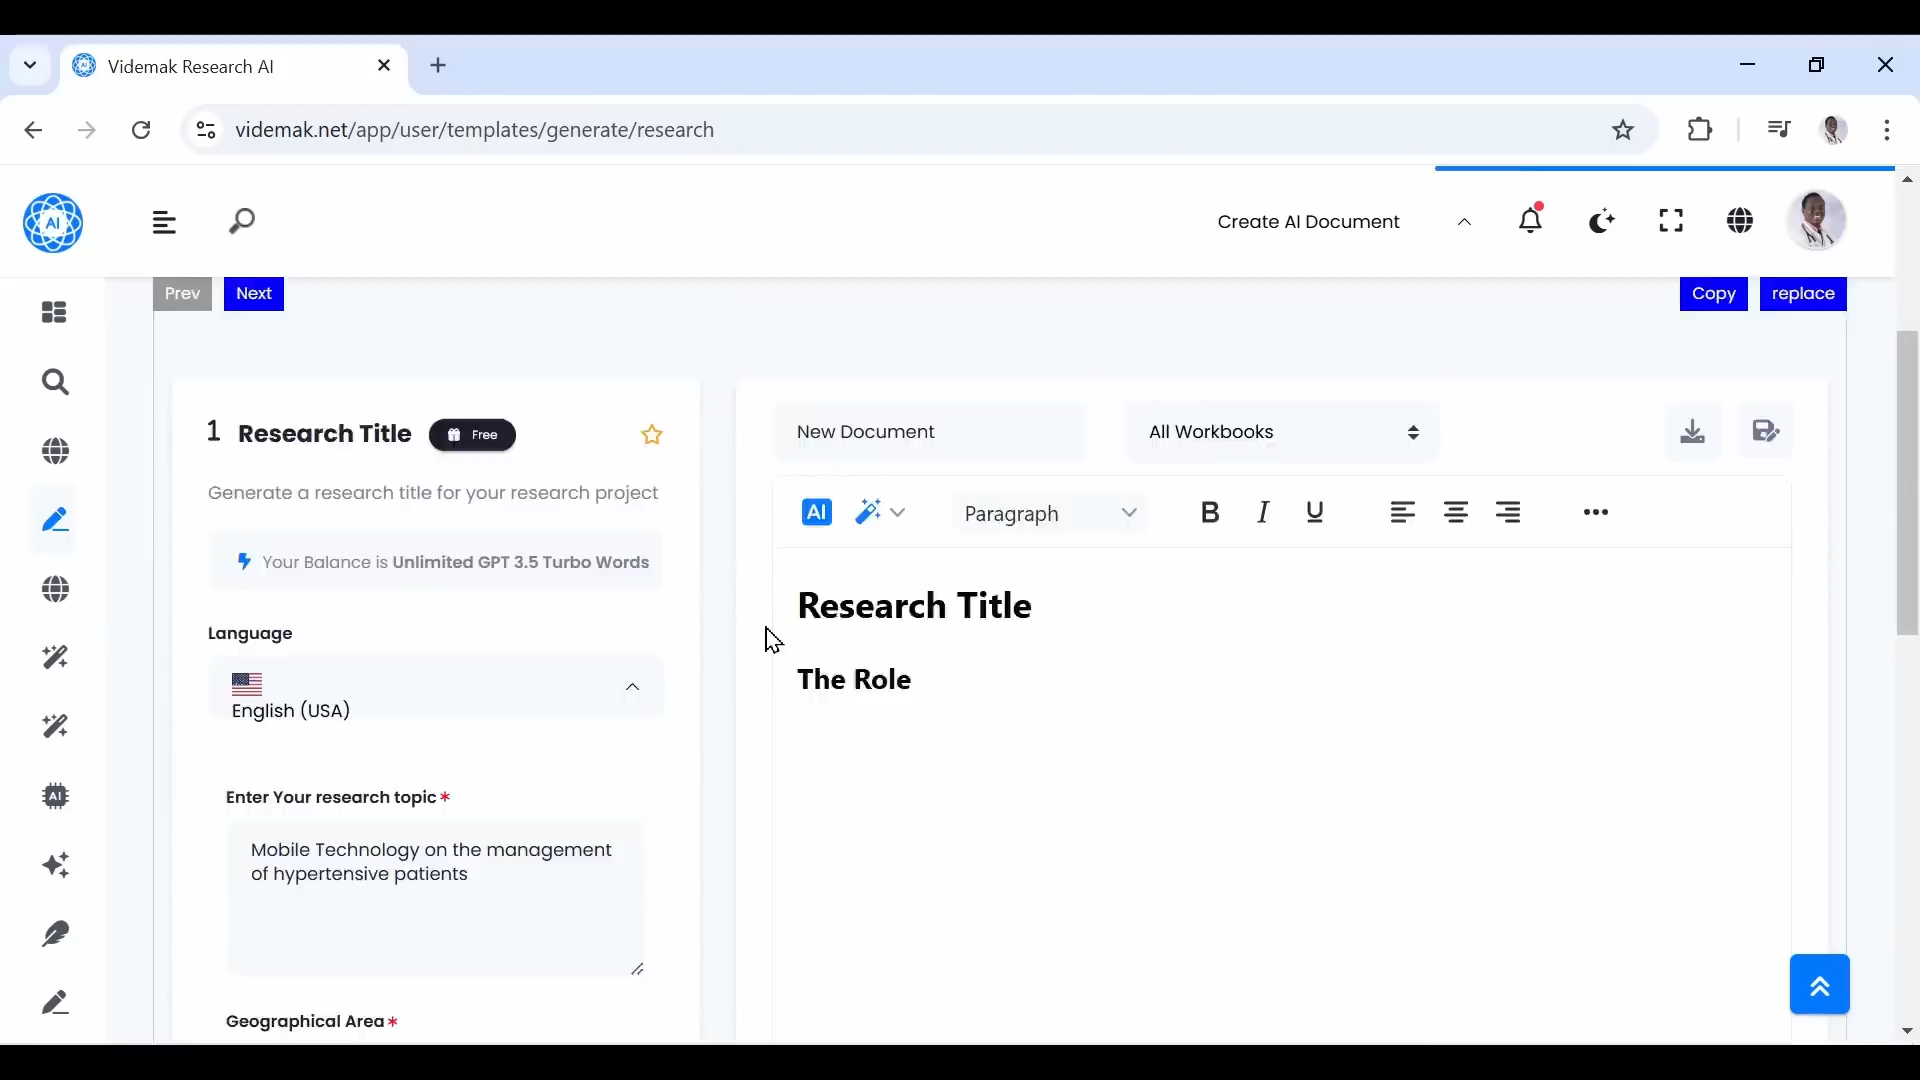 Videmak Research AI
videmak.net/app/user/templates/generate/research
AI
Create AI Document
Prev
Next
Copy
replace
1 Research Title
Free
Generate a research title for your research project
Your Balance is Unlimited GPT 3.5 Turbo Words
Language
English (USA)
Enter Your research topic*
Mobile Technology on the management
of hypertensive patients
Geographical Area*
New Document
All Workbooks
AI
Paragraph
B
I
U
Research Title
The Role
AI